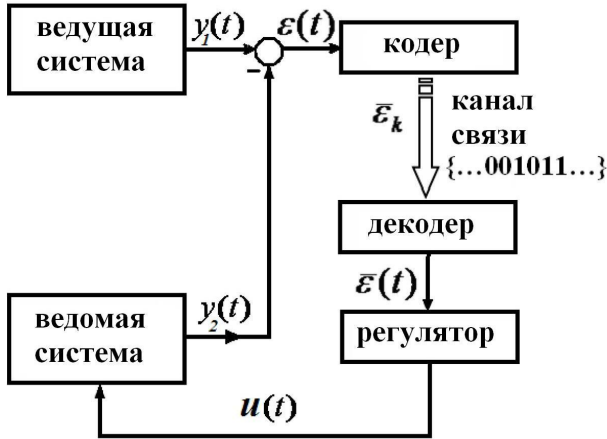 ведущая
система
y₁(t)
-
ε(t)
кодер
ε̄ₖ
канал
связи
{...001011...}
декодер
ε̄(t)
ведомая
система
y₂(t)
регулятор
u(t)